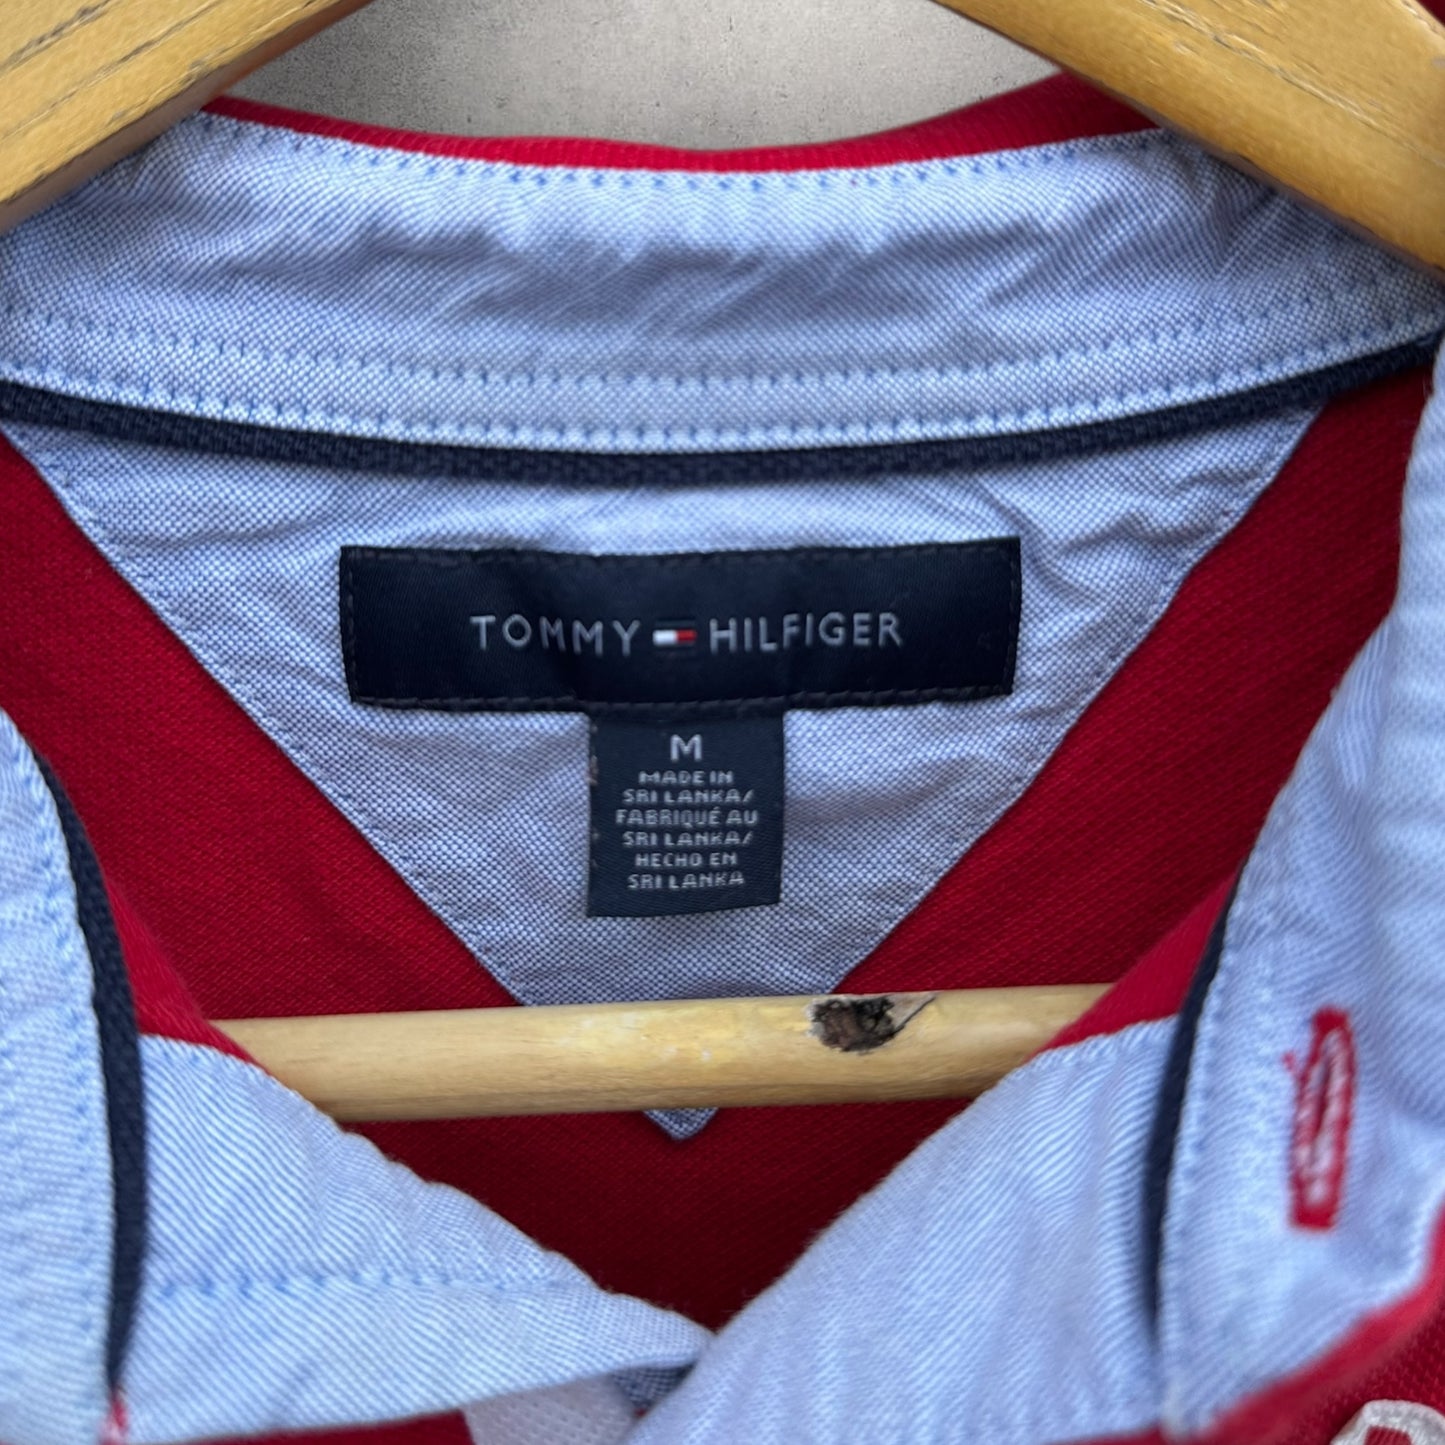 TOMMY HILFIGER
M
MADE IN
SRI LANKA/
FABRIQUÉ AU
SRI LANKA/
HECHO EN
SRI LANKA